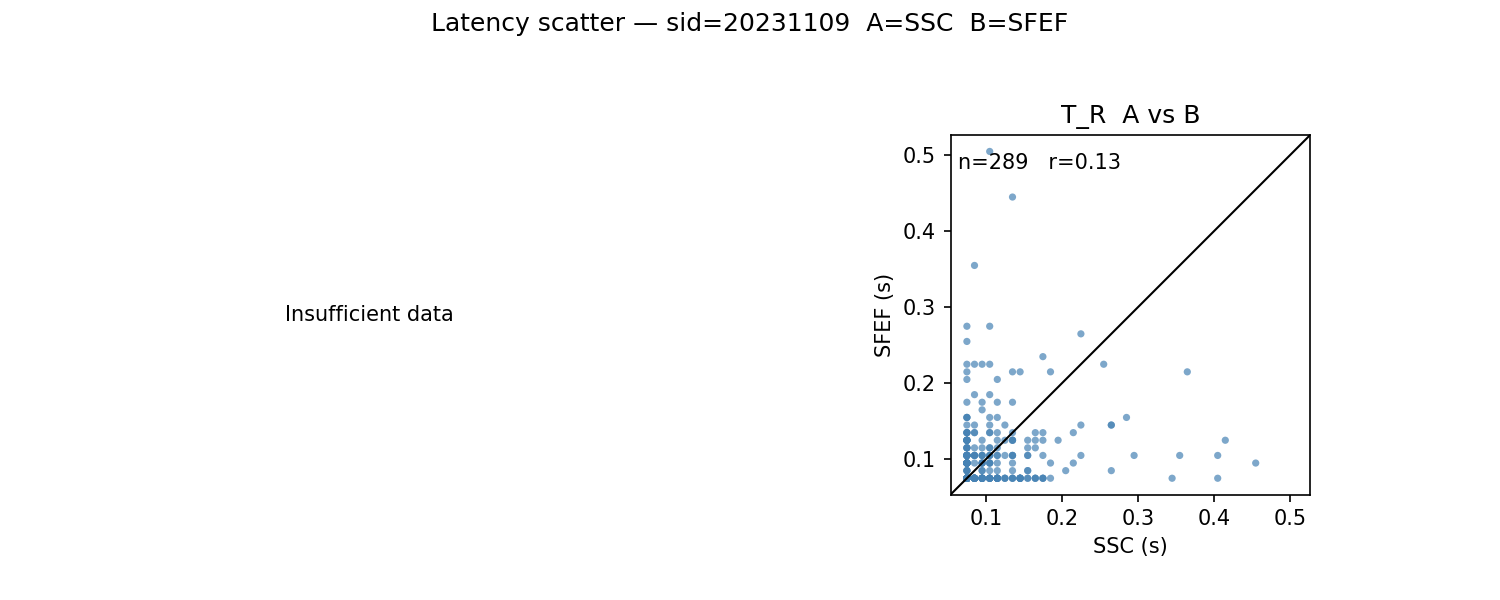 Latency scatter — sid=20231109  A=SSC  B=SFEF
Insufficient data
T_R  A vs B
n=289   r=0.13
0.5
0.4
0.3
0.2
0.1
SFEF (s)
0.1 0.2 0.3 0.4 0.5
SSC (s)